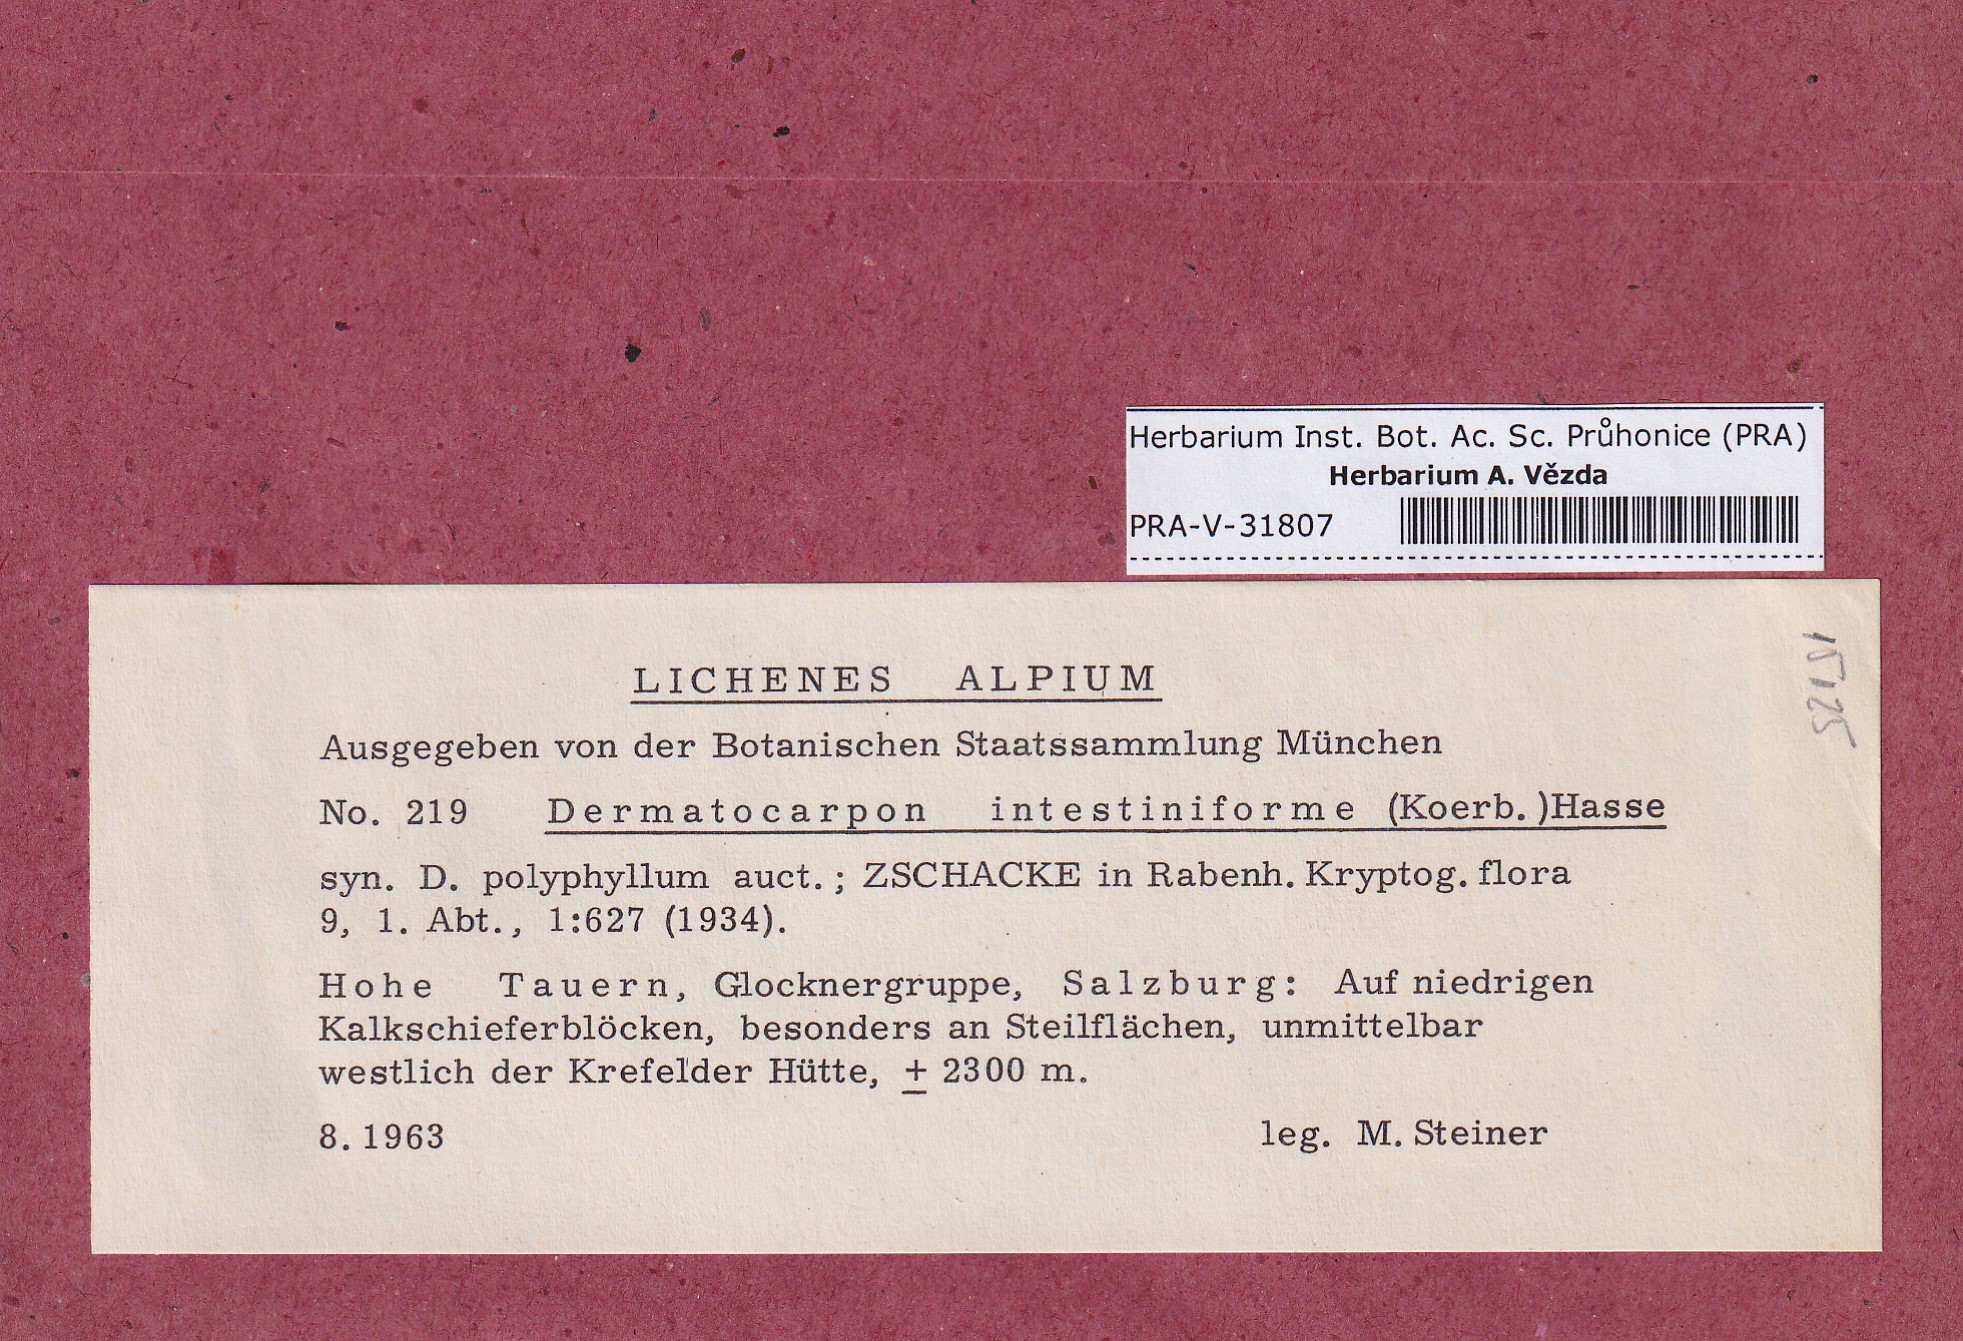 Herbarium Inst. Bot. Ac. Sc. Průhonice (PRA)
Herbarium A. Vězda
PRA-V-31807
LICHENES ALPIUM
Ausgegeben von der Botanischen Staatssammlung München
No. 219 Dermatocarpon intestiniforme (Koerb.)Hasse
syn. D. polyphyllum auct.; ZSCHACKE in Rabenh. Kryptog. flora
9, 1. Abt., 1:627 (1934).
Hohe Tauern, Glocknergruppe, Salzburg: Auf niedrigen
Kalkschieferblöcken, besonders an Steilflächen, unmittelbar
westlich der Krefelder Hütte, ± 2300 m.
8. 1963 leg. M. Steiner